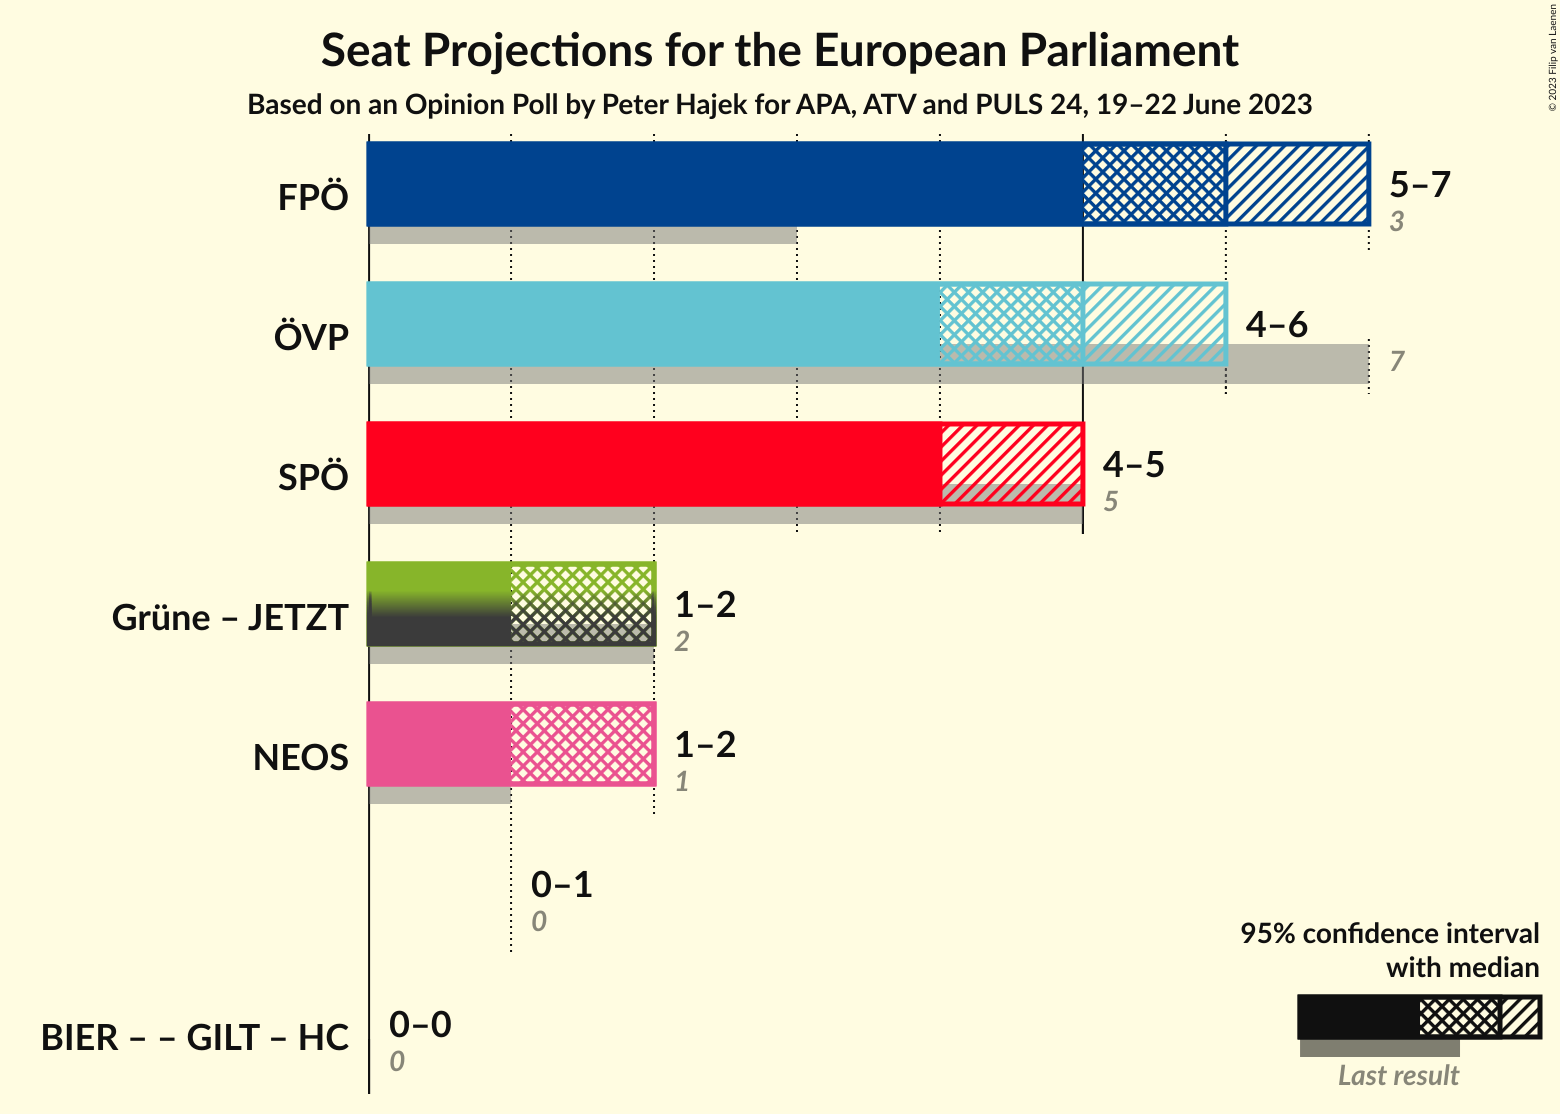 Seat Projections for the European Parliament
Based on an Opinion Poll by Peter Hajek for APA, ATV and PULS 24, 19–22 June 2023
© 2023 Filip van Laenen
FPÖ
5–7
3
ÖVP
4–6
7
SPÖ
4–5
5
Grüne – JETZT
1–2
2
NEOS
1–2
1
0–1
0
BIER – – GILT – HC
0–0
0
95% confidence interval
with median
Last result